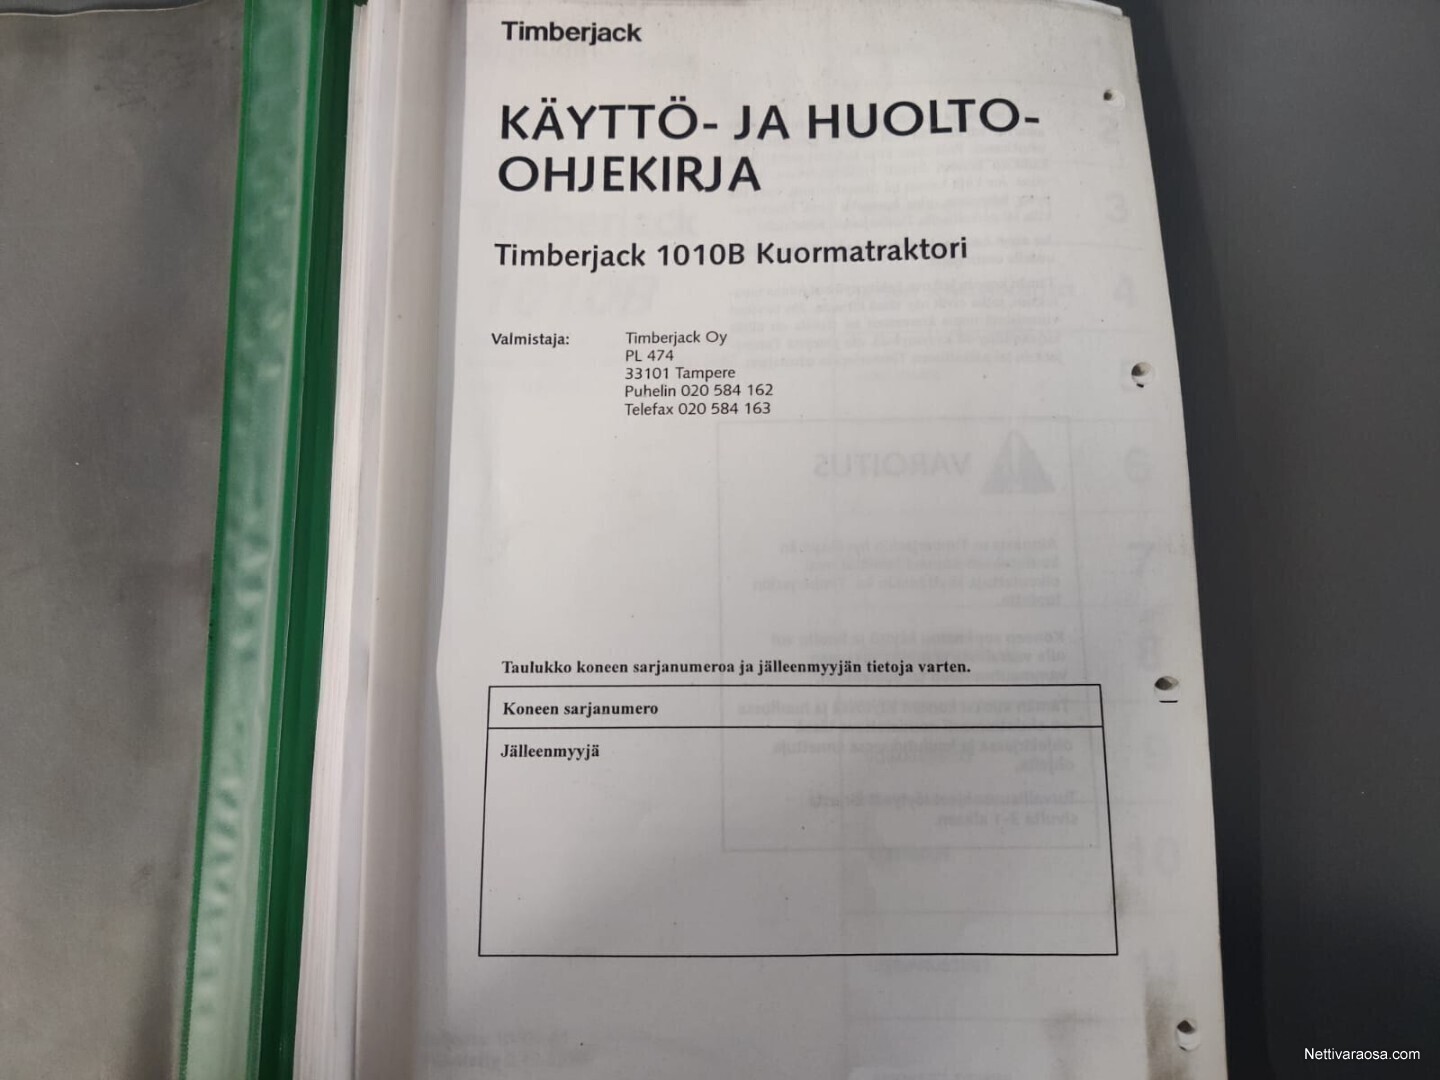 Timberjack
KÄYTTÖ- JA HUOLTO-
OHJEKIRJA
Timberjack 1010B Kuormatraktori
Valmistaja:
Timberjack Oy
PL 474
33101 Tampere
Puhelin 020 584 162
Telefax 020 584 163
VAROITUS
Taulukko koneen sarjanumeroa ja jälleenmyyjän tietoja varten.
Koneen sarjanumero
Jälleenmyyjä
Nettivaraosa.com